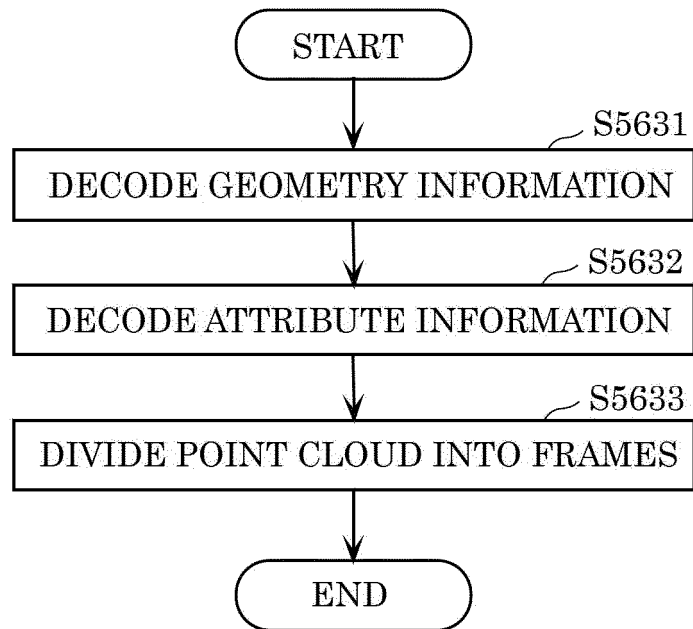 START
S5631
DECODE GEOMETRY INFORMATION
S5632
DECODE ATTRIBUTE INFORMATION
S5633
DIVIDE POINT CLOUD INTO FRAMES
END